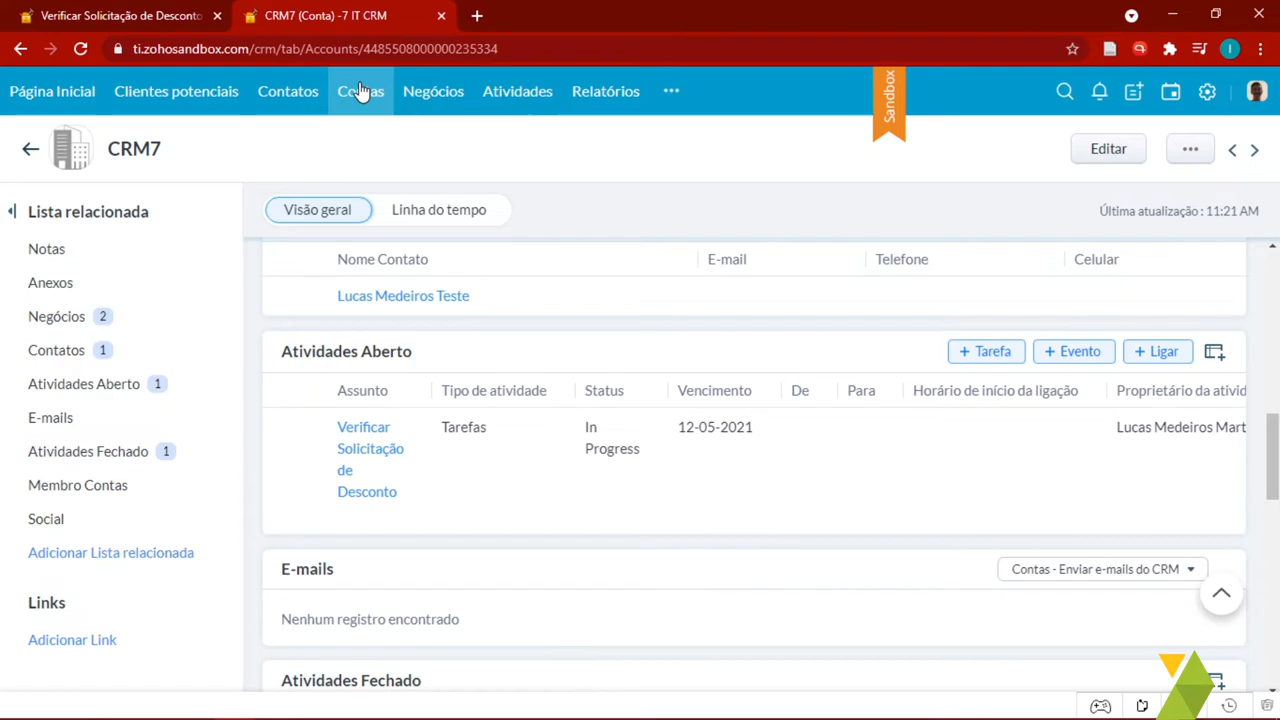 Verificar Solicitação de Desconto
CRM7 (Conta) -7 IT CRM
ti.zohosandbox.com/crm/tab/Accounts/4485508000000235334
I
Página Inicial
Clientes potenciais
Contatos
Contas
Negócios
Atividades
Relatórios
Sandbox
CRM7
Editar
Lista relacionada
Notas
Anexos
Negócios 2
Contatos 1
Atividades Aberto 1
E-mails
Atividades Fechado 1
Membro Contas
Social
Adicionar Lista relacionada
Links
Adicionar Link
Visão geral
Linha do tempo
Última atualização : 11:21 AM
Nome Contato E-mail Telefone Celular
Lucas Medeiros Teste
Atividades Aberto
+ Tarefa
+ Evento
+ Ligar
Assunto Tipo de atividade Status Vencimento De Para Horário de início da ligação Proprietário da ativid
Verificar Tarefas In 12-05-2021 Lucas Medeiros Mart
Solicitação Progress
de
Desconto
E-mails
Contas - Enviar e-mails do CRM
Nenhum registro encontrado
Atividades Fechado